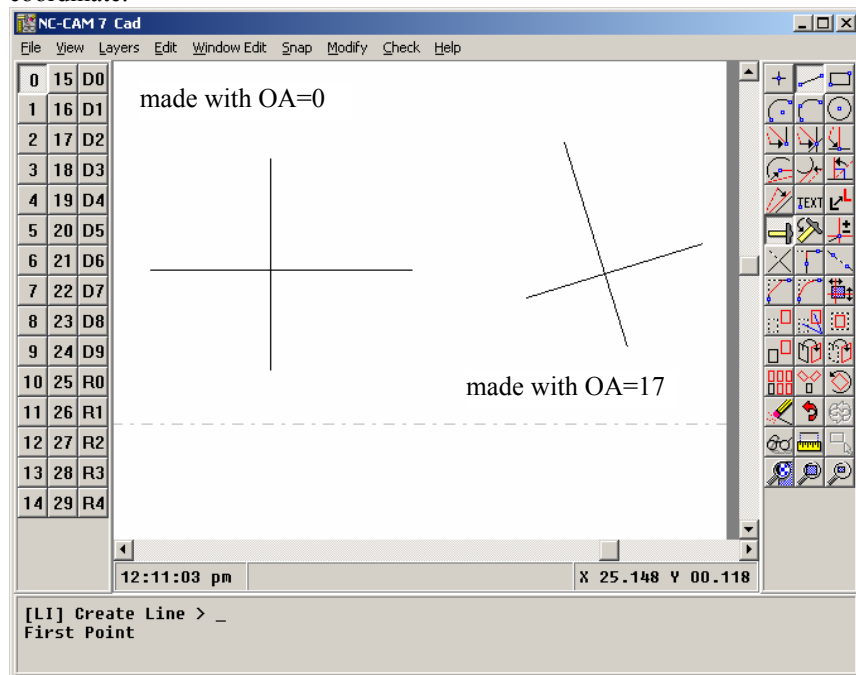 coordinate.
NC-CAM 7 Cad
File View Layers Edit Window Edit Snap Modify Check Help
0 15 D0
1 16 D1
2 17 D2
3 18 D3
4 19 D4
5 20 D5
6 21 D6
7 22 D7
8 23 D8
9 24 D9
10 25 R0
11 26 R1
12 27 R2
13 28 R3
14 29 R4
made with OA=0
made with OA=17
TEXT
12:11:03 pm
X 25.148 Y 00.118
[LI] Create Line > _
First Point